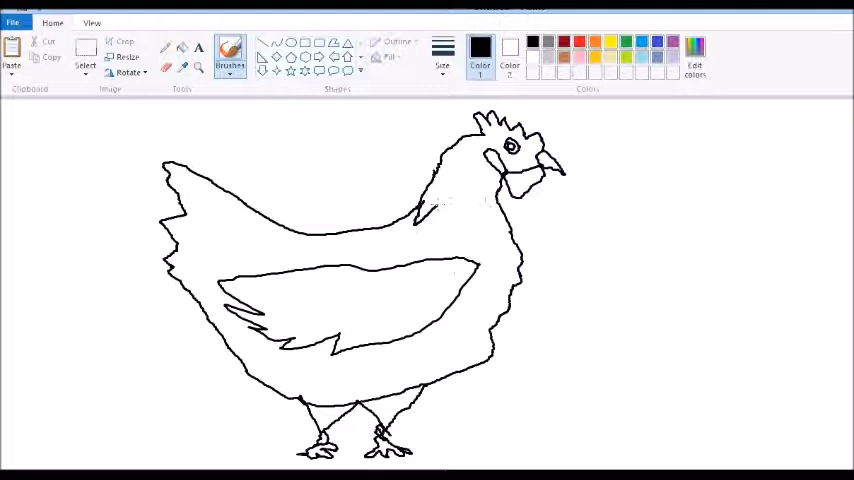 File Home View
Paste Cut Copy
Select Crop Resize Rotate
A
Brushes
Outline
Fill
Size
Color 1
Color 2
Edit colors
Clipboard Image Tools Shapes Colors